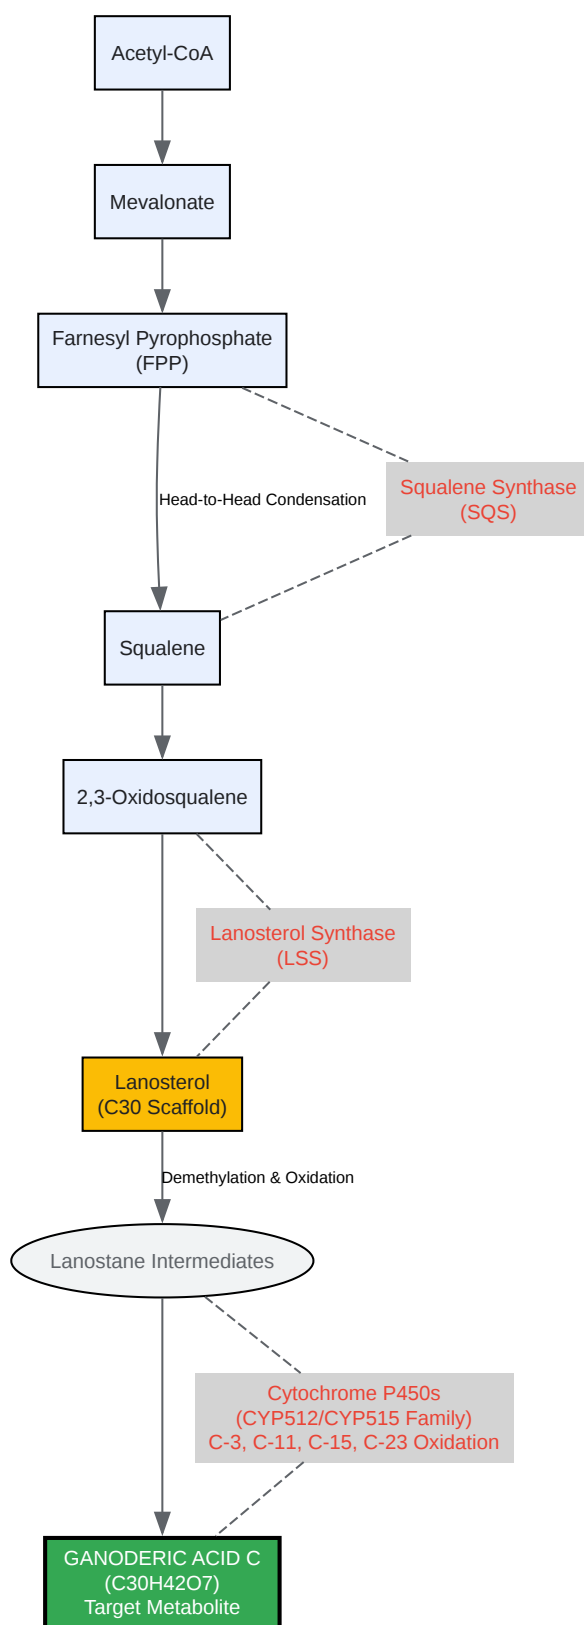 Acetyl-CoA
Mevalonate
Farnesyl Pyrophosphate
(FPP)
Head-to-Head Condensation
Squalene Synthase
(SQS)
Squalene
2,3-Oxidosqualene
Lanosterol Synthase
(LSS)
Lanosterol
(C30 Scaffold)
Demethylation & Oxidation
Lanostane Intermediates
Cytochrome P450s
(CYP512/CYP515 Family)
C-3, C-11, C-15, C-23 Oxidation
GANODERIC ACID C
(C30H42O7)
Target Metabolite